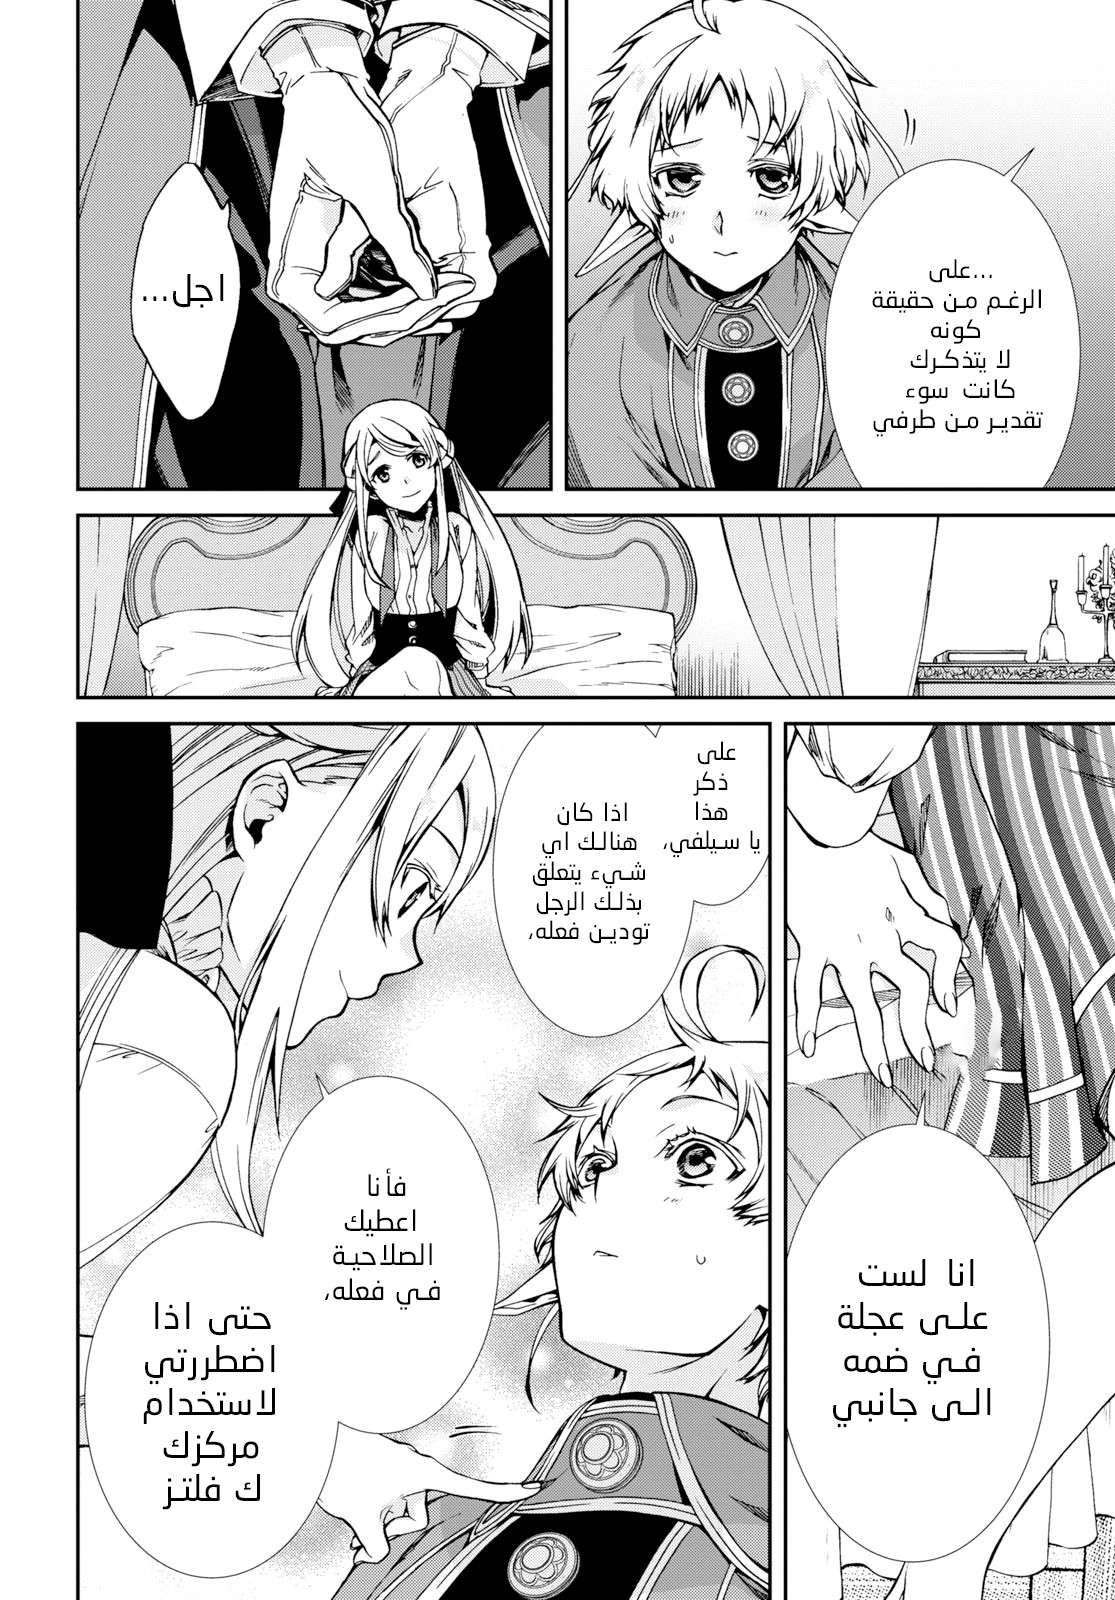 ...على
الرغم من حقيقة
كونه
لا يتذكرك
كانت سوء
تقدير من طرفي
اجل...
انا لست
على عجلة
في ضمه
الى جانبي
على
ذكر
هذا
يا سيلفي،
اذا كان
هنالك اي
شيء يتعلق
بذلك الرجل
تودين فعله،
فأنا
اعطيك
الصلاحية
في فعله،
حتى اذا
اضطررتي
لاستخدام
مركزك
ك فلتز